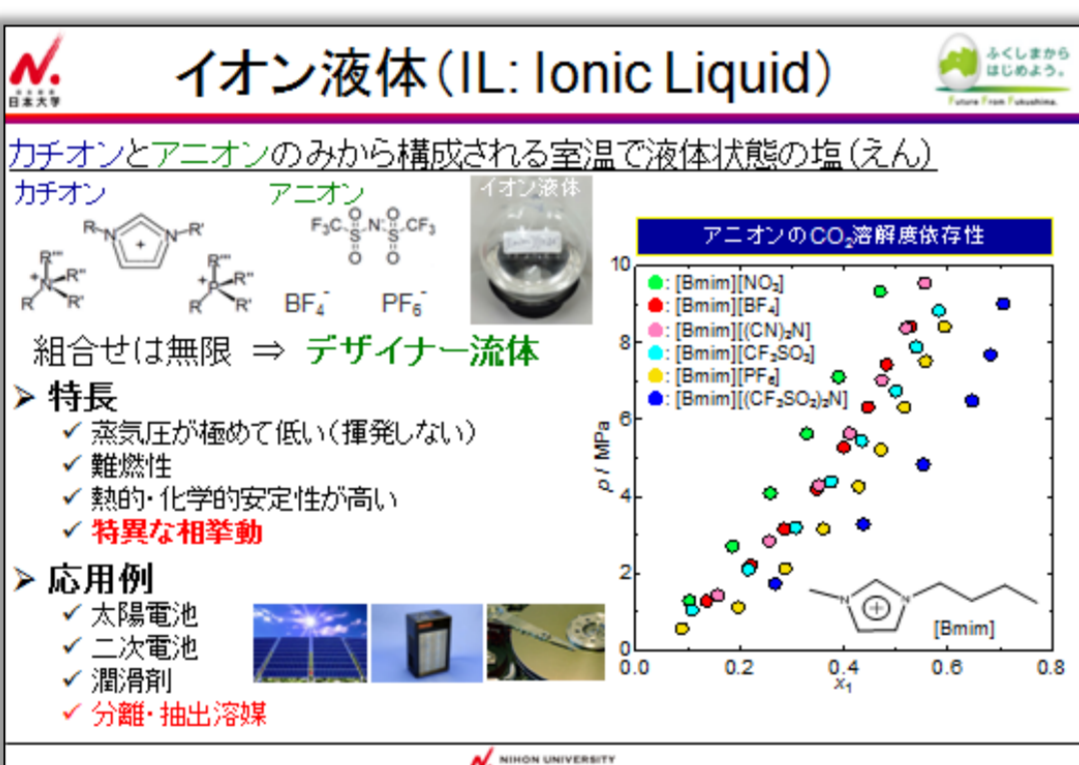 日本大学
イオン液体(IL: Ionic Liquid)
ふくしまから
はじめよう。
Future From Fukushima.
カチオンとアニオンのみから構成される室温で液体状態の塩(えん)
カチオン
アニオン
イオン液体
R N + N R'
F₃C S N⁻ S CF₃
O O O O
R''' R'' + N R R'
R''' R'' + P R R'
BF₄⁻ PF₆⁻
組合せは無限 ⇒ デザイナー流体
➢ 特長
✓ 蒸気圧が極めて低い(揮発しない)
✓ 難燃性
✓ 熱的・化学的安定性が高い
✓ 特異な相挙動
➢ 応用例
✓ 太陽電池
✓ 二次電池
✓ 潤滑剤
✓ 分離・抽出溶媒
アニオンのCO₂溶解度依存性
: [Bmim][NO₃]
: [Bmim][BF₄]
: [Bmim][(CN)₂N]
: [Bmim][CF₃SO₃]
: [Bmim][PF₆]
: [Bmim][(CF₃SO₂)₂N]
10
8
6
4
2
0
p / MPa
0.0 0.2 0.4 0.6 0.8
x₁
N + N
[Bmim]
NIHON UNIVERSITY